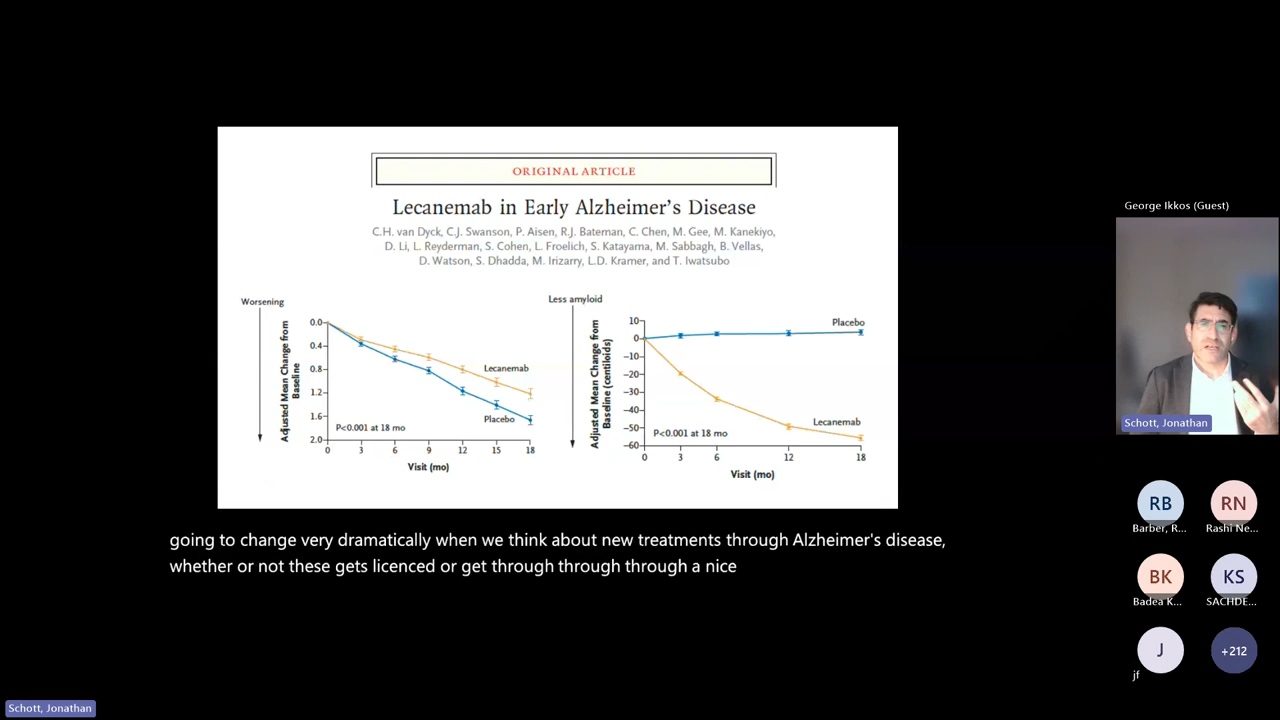 ORIGINAL ARTICLE
Lecanemab in Early Alzheimer's Disease
C.H. van Dyck, C.J. Swanson, P. Aisen, R.J. Bateman, C. Chen, M. Gee, M. Kanekiyo,
D. Li, L. Reyderman, S. Cohen, L. Froelich, S. Katayama, M. Sabbagh, B. Vellas,
D. Watson, S. Dhadda, M. Irizarry, L.D. Kramer, and T. Iwatsubo
Worsening
Adjusted Mean Change from
Baseline
0.0
0.4
0.8
1.2
1.6
2.0
Lecanemab
Placebo
P<0.001 at 18 mo
0 3 6 9 12 15 18
Visit (mo)
Less amyloid
Adjusted Mean Change from
Baseline (centiloids)
10
0
−10
−20
−30
−40
−50
−60
Placebo
Lecanemab
P<0.001 at 18 mo
0 3 6 12 18
Visit (mo)
going to change very dramatically when we think about new treatments through Alzheimer's disease,
whether or not these gets licenced or get through through through a nice
George Ikkos (Guest)
Schott, Jonathan
RB
Barber, R...
RN
Rashi Ne...
BK
Badea K...
KS
SACHDE...
J
jf
+212
Schott, Jonathan